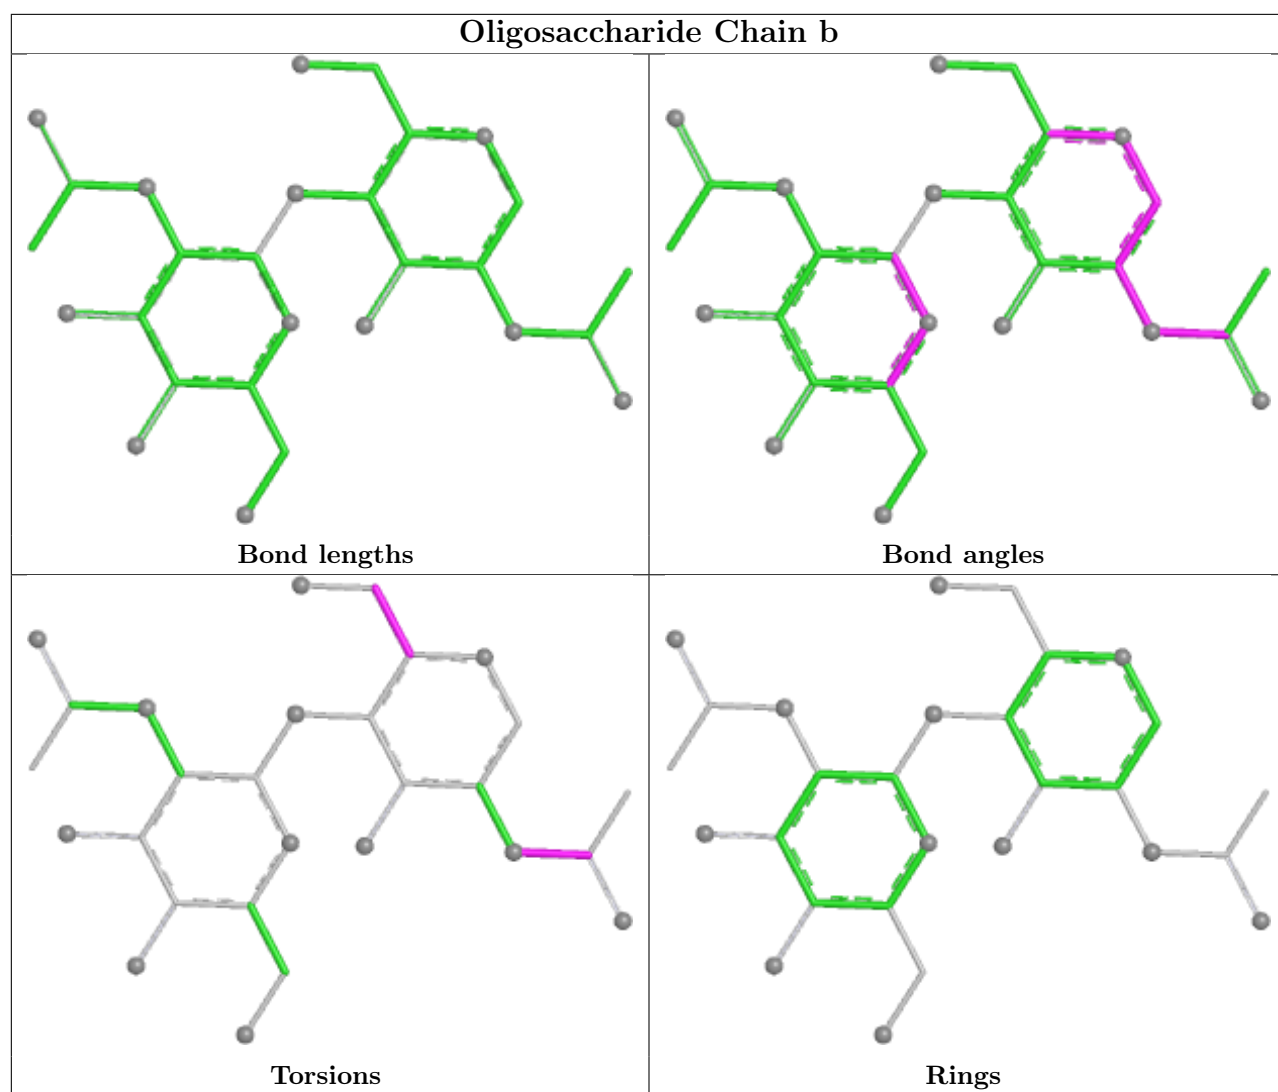 Oligosaccharide Chain b
Bond lengths
Bond angles
Torsions
Rings